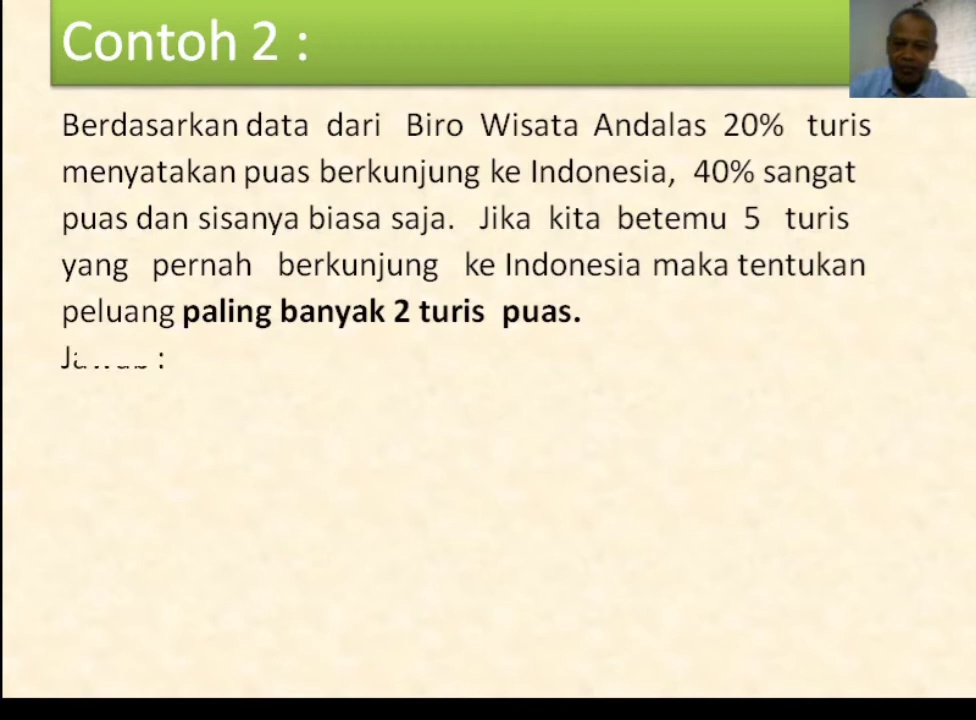 Contoh 2 :
Berdasarkan data dari Biro Wisata Andalas 20% turis
menyatakan puas berkunjung ke Indonesia, 40% sangat
puas dan sisanya biasa saja. Jika kita betemu 5 turis
yang pernah berkunjung ke Indonesia maka tentukan
peluang paling banyak 2 turis puas.